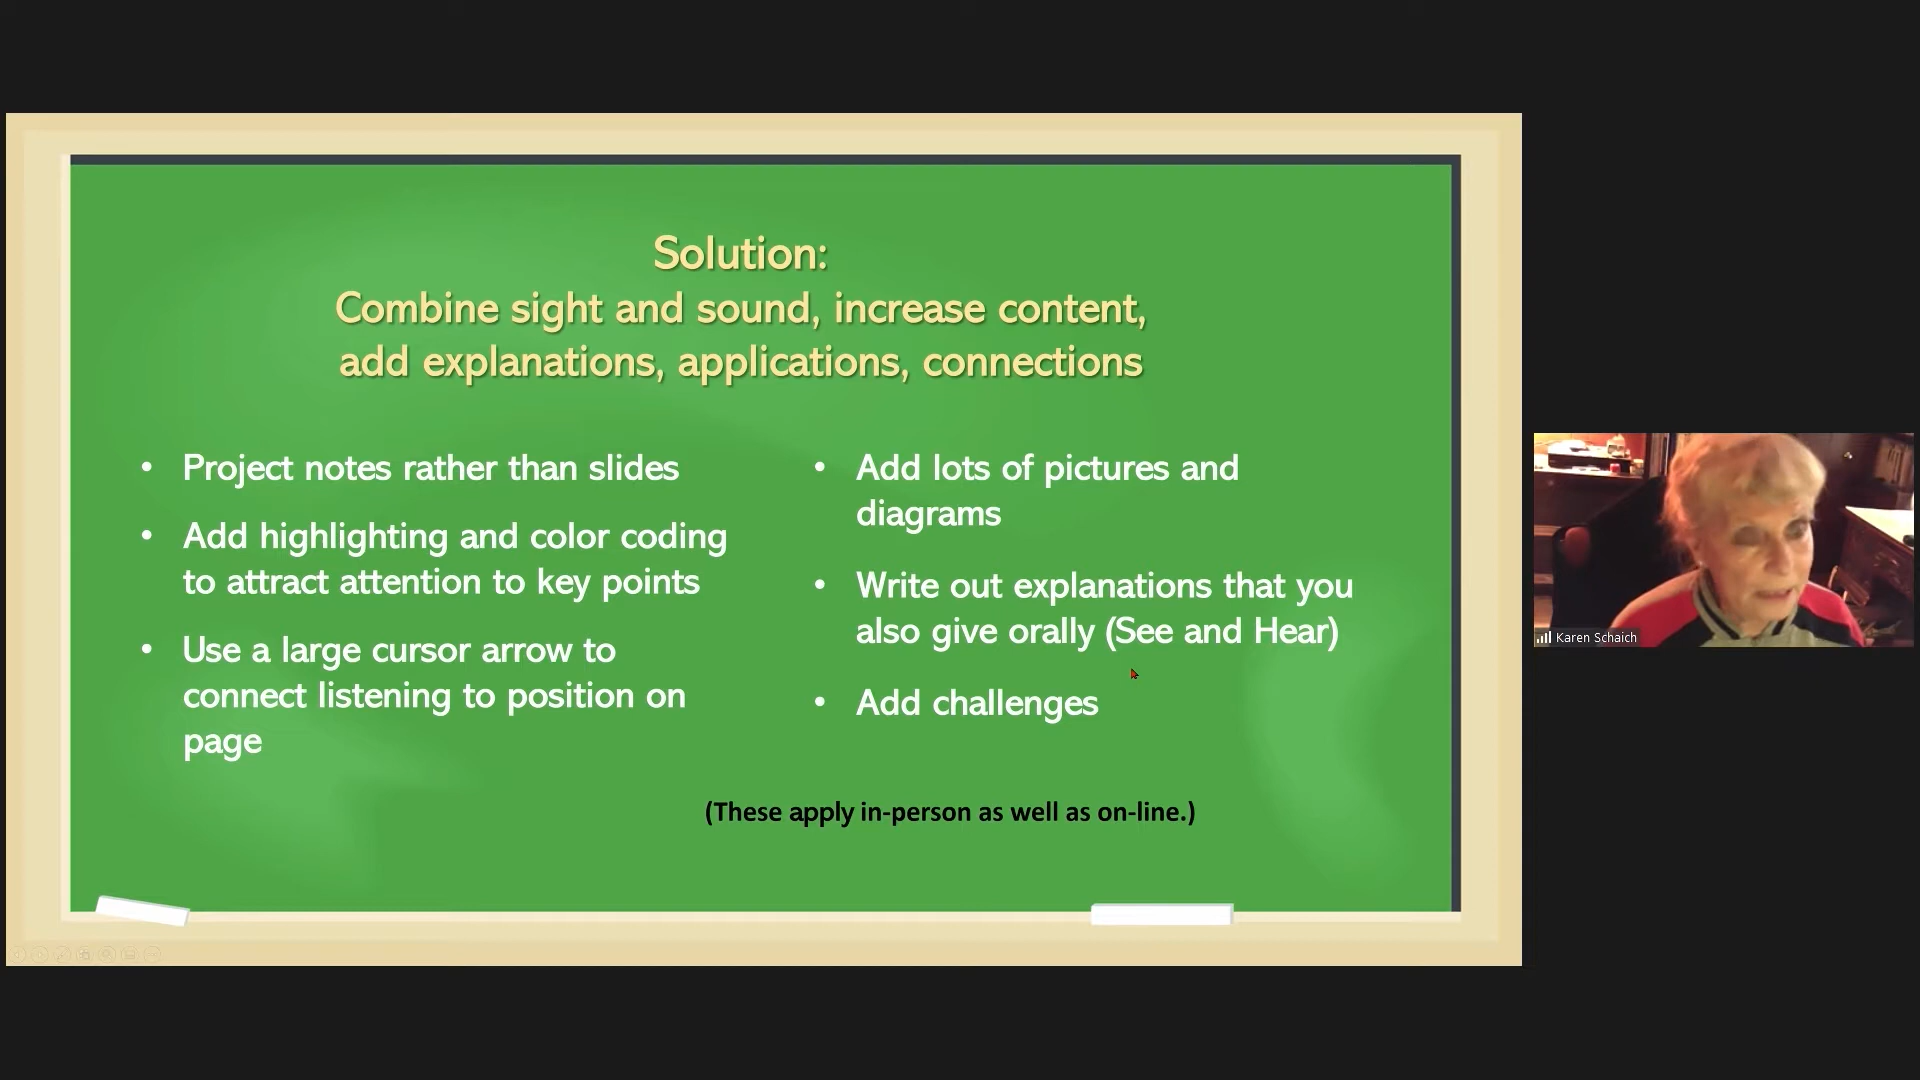 Solution:
Combine sight and sound, increase content,
add explanations, applications, connections
• Project notes rather than slides
• Add highlighting and color coding
to attract attention to key points
• Use a large cursor arrow to
connect listening to position on
page
• Add lots of pictures and
diagrams
• Write out explanations that you
also give orally (See and Hear)
• Add challenges
(These apply in-person as well as on-line.)
Karen Schaich